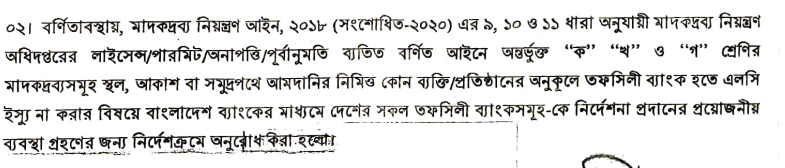 ০২। বর্ণিতাবস্থায়, মাদকদ্রব্য নিয়ন্ত্রণ আইন, ২০১৮ (সংশোধিত-২০২০) এর ৯, ১০ ও ১১ ধারা অনুযায়ী মাদকদ্রব্য নিয়ন্ত্রণ
অধিদপ্তরের লাইসেন্স/পারমিট/অনাপত্তি/পূর্বানুমতি ব্যতিত বর্ণিত আইনে অন্তর্ভুক্ত “ক” “খ” ও “গ” শ্রেণির
মাদকদ্রব্যসমূহ স্থল, আকাশ বা সমুদ্রপথে আমদানির নিমিত্ত কোন ব্যক্তি/প্রতিষ্ঠানের অনুকূলে তফসিলী ব্যাংক হতে এলসি
ইস্যু না করার বিষয়ে বাংলাদেশ ব্যাংকের মাধ্যমে দেশের সকল তফসিলী ব্যাংকসমূহ-কে নির্দেশনা প্রদানের প্রয়োজনীয়
ব্যবস্থা গ্রহণের জন্য নির্দেশক্রমে অনুরোধ করা হলো।